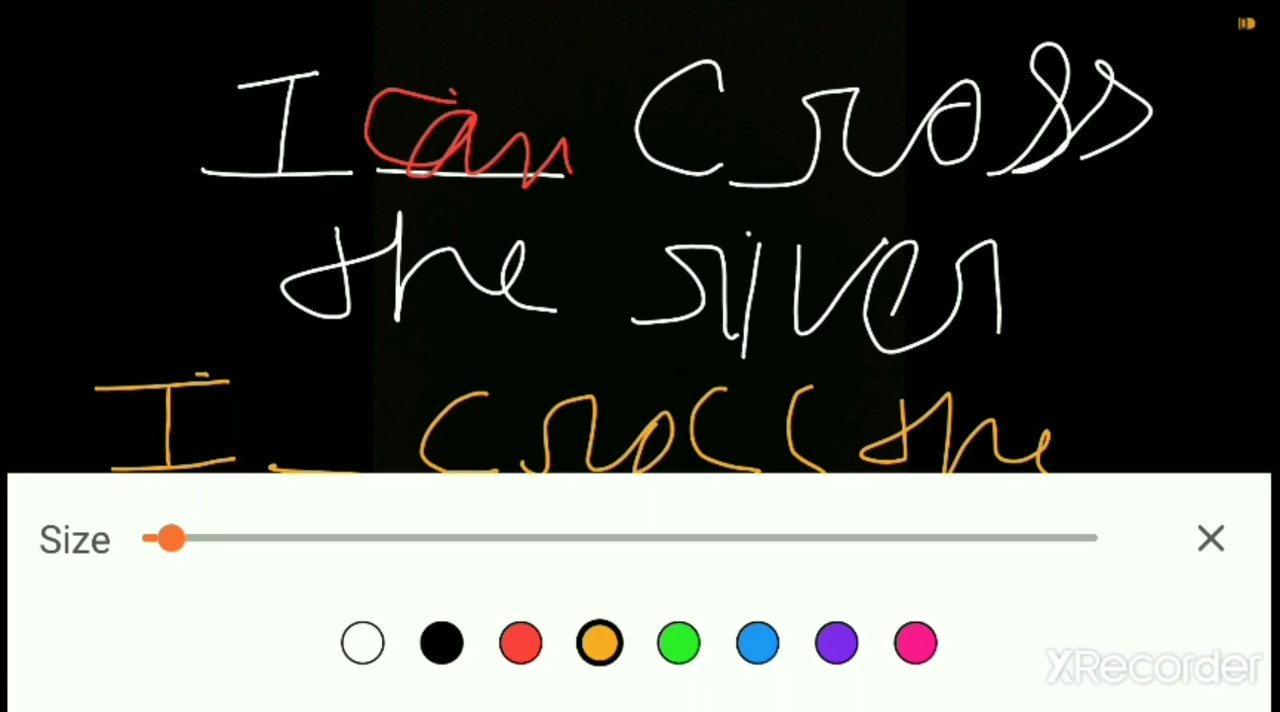 I can Cross
the river
I _ Cross the
Size
XRecorder